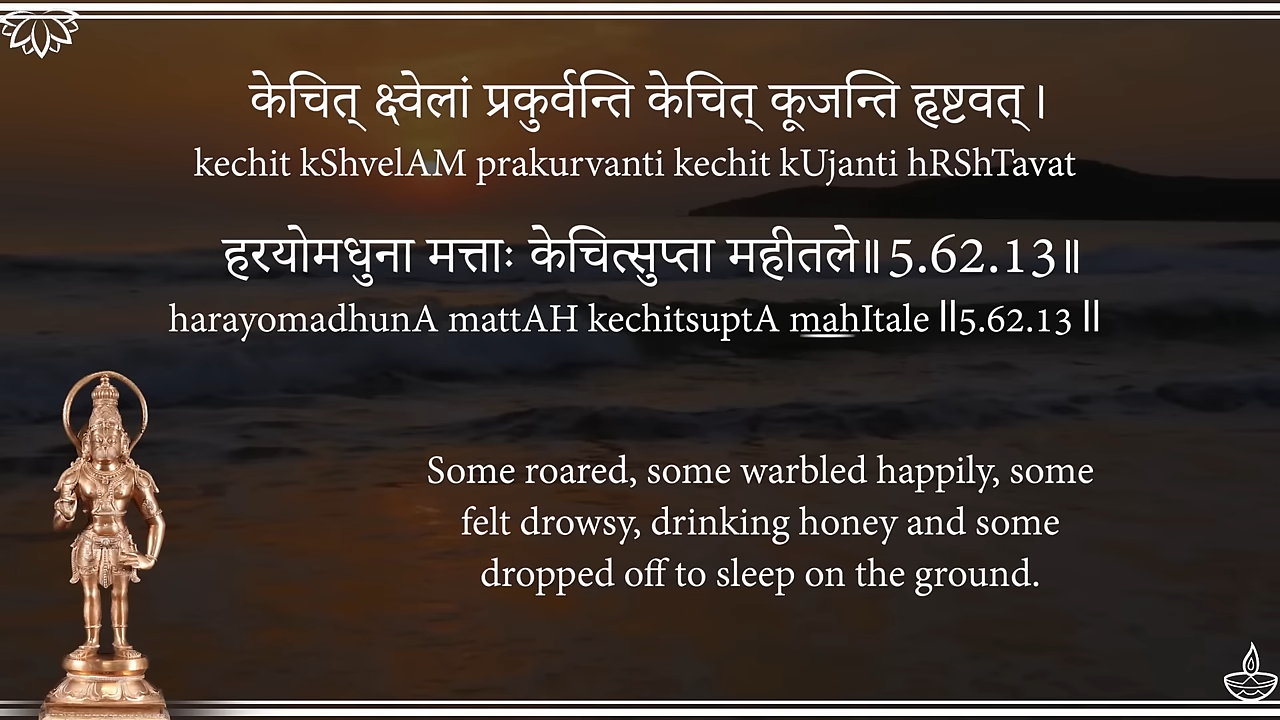 केचित् क्ष्वेलां प्रकुर्वन्ति केचित् कूजन्ति हृष्टवत् ।
kechit kShvelAM prakurvanti kechit kUjanti hRShTavat
हरयोमधुना मत्ताः केचित्सुप्ता महीतले॥ 5.62.13॥
harayomadhunA mattAH kechitsuptA mahItale ॥5.62.13 ॥
Some roared, some warbled happily, some
felt drowsy, drinking honey and some
dropped off to sleep on the ground.